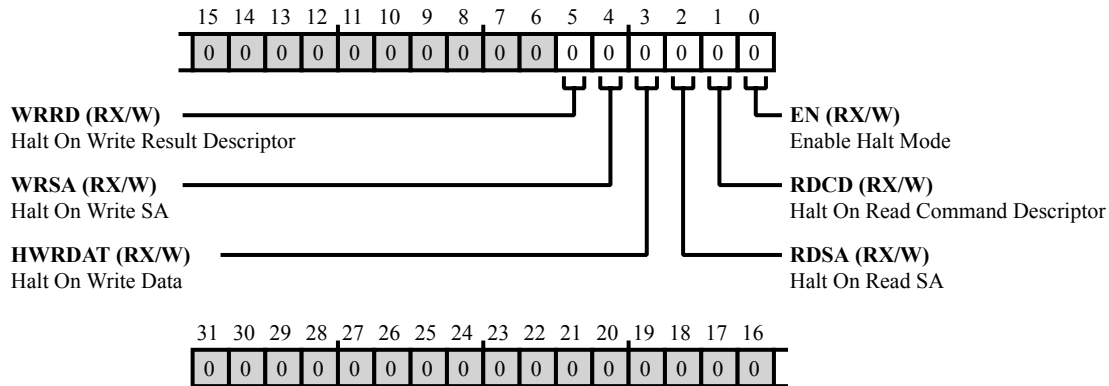 15 14 13 12 11 10 9 8 7 6 5 4 3 2 1 0
0 0 0 0 0 0 0 0 0 0 0 0 0 0 0 0
WRRD (RX/W)
Halt On Write Result Descriptor
WRSA (RX/W)
Halt On Write SA
HWRDAT (RX/W)
Halt On Write Data
EN (RX/W)
Enable Halt Mode
RDCD (RX/W)
Halt On Read Command Descriptor
RDSA (RX/W)
Halt On Read SA
31 30 29 28 27 26 25 24 23 22 21 20 19 18 17 16
0 0 0 0 0 0 0 0 0 0 0 0 0 0 0 0